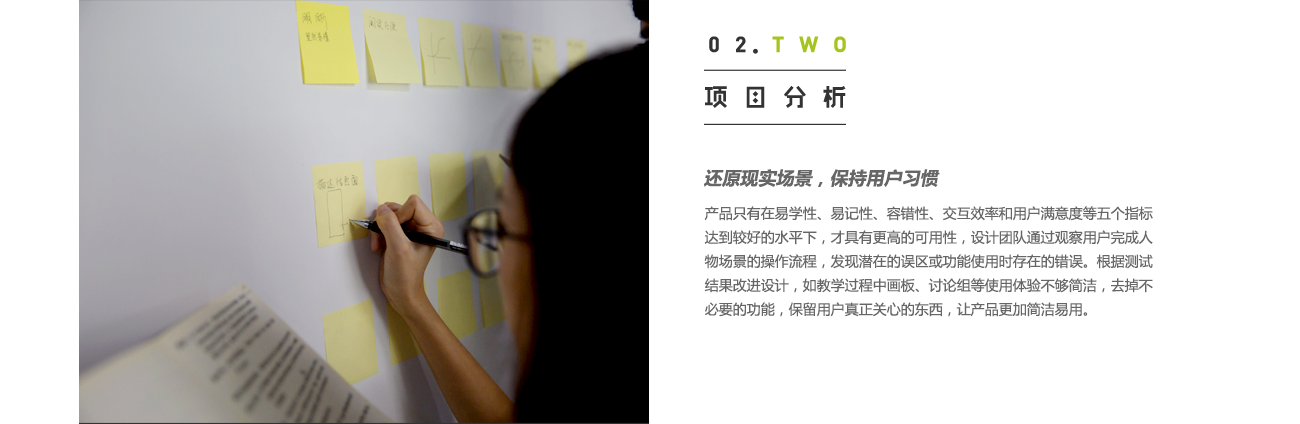 02.TWO
项目分析
还原现实场景，保持用户习惯
产品只有在易学性、易记性、容错性、交互效率和用户满意度等五个指标
达到较好的水平下，才具有更高的可用性，设计团队通过观察用户完成人
物场景的操作流程，发现潜在的误区或功能使用时存在的错误。根据测试
结果改进设计，如教学过程中画板、讨论组等使用体验不够简洁，去掉不
必要的功能，保留用户真正关心的东西，让产品更加简洁易用。